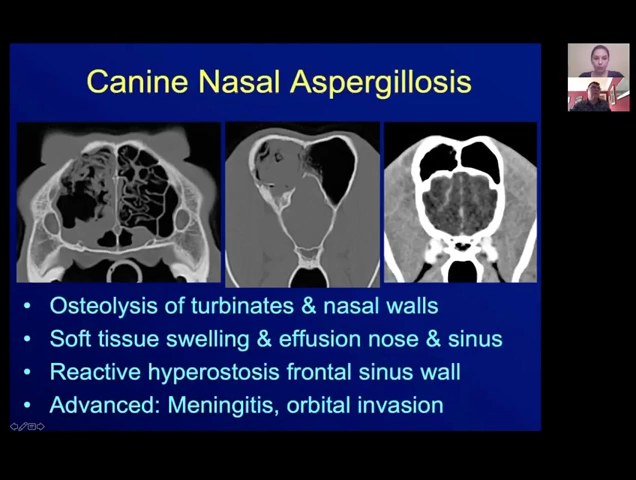 Canine Nasal Aspergillosis
• Osteolysis of turbinates & nasal walls
• Soft tissue swelling & effusion nose & sinus
• Reactive hyperostosis frontal sinus wall
• Advanced: Meningitis, orbital invasion